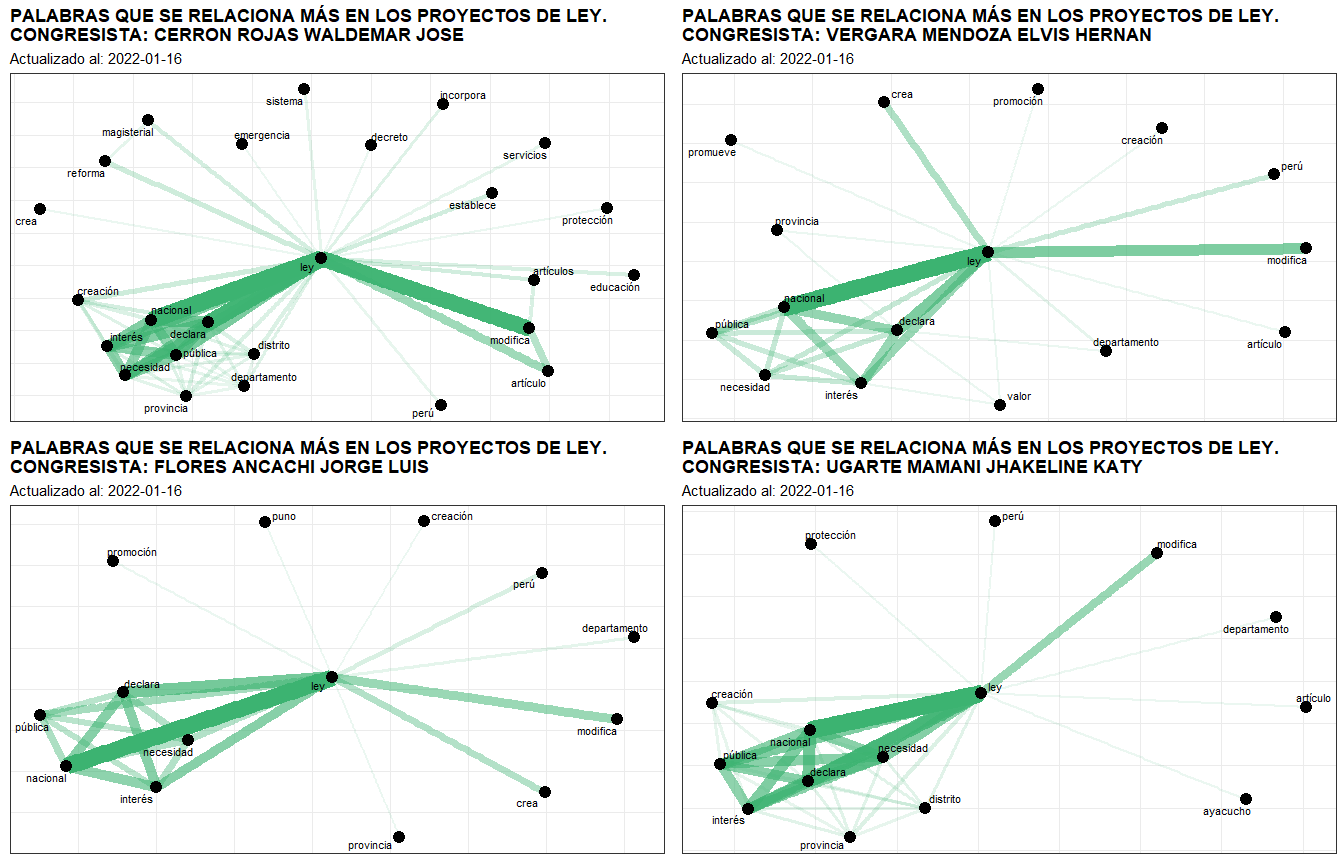 PALABRAS QUE SE RELACIONA MÁS EN LOS PROYECTOS DE LEY.
CONGRESISTA: CERRON ROJAS WALDEMAR JOSE
Actualizado al: 2022-01-16
sistema
incorpora
magisterial
emergencia
decreto
servicios
reforma
establece
crea
protección
ley
artículos
educación
creación
nacional
interés
declara
modifica
pública
distrito
necesidad
departamento
artículo
provincia
perú
PALABRAS QUE SE RELACIONA MÁS EN LOS PROYECTOS DE LEY.
CONGRESISTA: VERGARA MENDOZA ELVIS HERNAN
Actualizado al: 2022-01-16
crea
promoción
creación
promueve
perú
provincia
ley
modifica
nacional
pública
declara
departamento
artículo
necesidad
interés
valor
PALABRAS QUE SE RELACIONA MÁS EN LOS PROYECTOS DE LEY.
CONGRESISTA: FLORES ANCACHI JORGE LUIS
Actualizado al: 2022-01-16
puno
creación
promoción
perú
departamento
declara
ley
pública
modifica
necesidad
nacional
interés
crea
provincia
PALABRAS QUE SE RELACIONA MÁS EN LOS PROYECTOS DE LEY.
CONGRESISTA: UGARTE MAMANI JHAKELINE KATY
Actualizado al: 2022-01-16
perú
protección
modifica
departamento
ley
creación
artículo
nacional
necesidad
pública
declara
distrito
interés
ayacucho
provincia